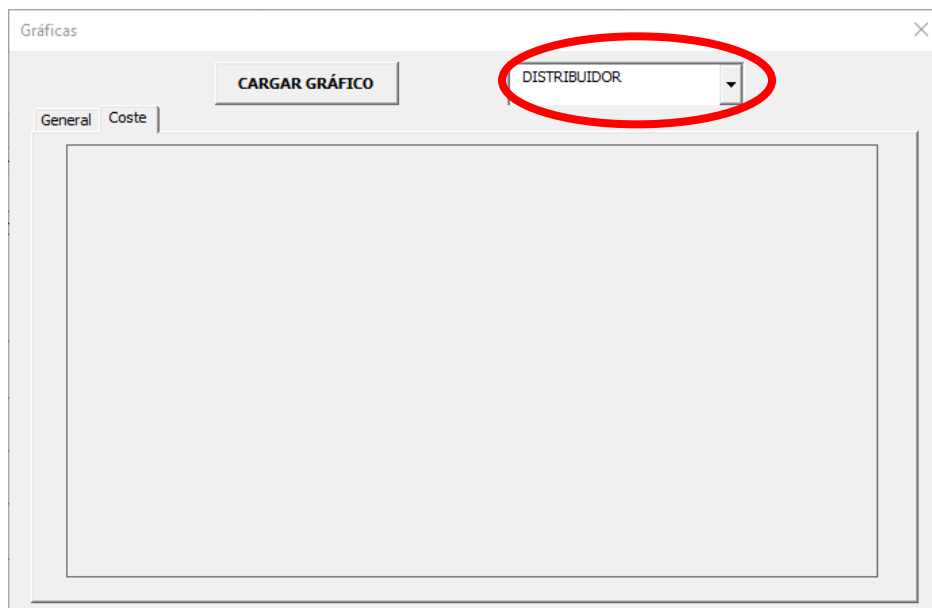 Gráficas
CARGAR GRÁFICO
DISTRIBUIDOR
General
Coste